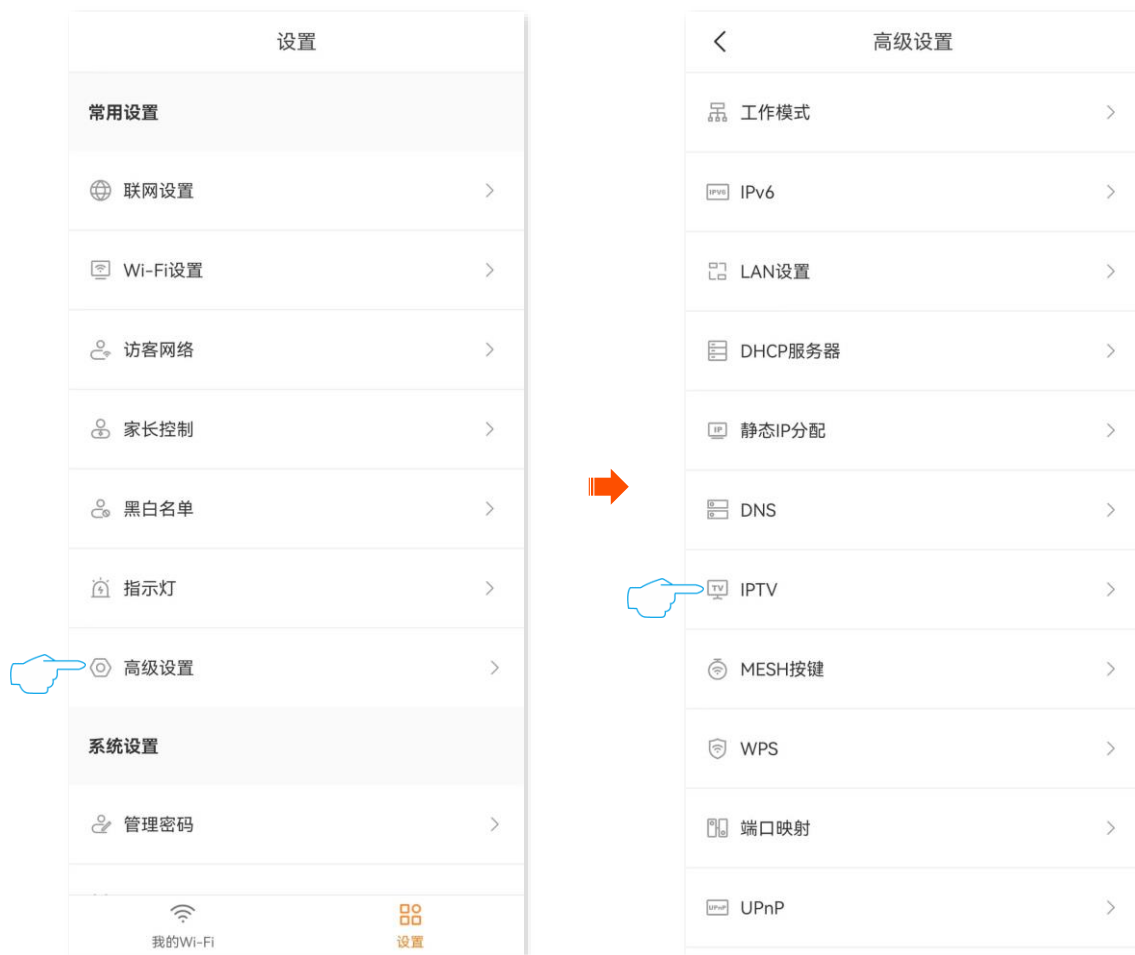 设置
常用设置
联网设置
Wi-Fi设置
访客网络
家长控制
黑白名单
指示灯
高级设置
系统设置
管理密码
我的Wi-Fi
设置
高级设置
工作模式
IPV6 IPv6
LAN设置
DHCP服务器
IP 静态IP分配
DNS
TV IPTV
MESH按键
WPS
端口映射
UPnP UPnP